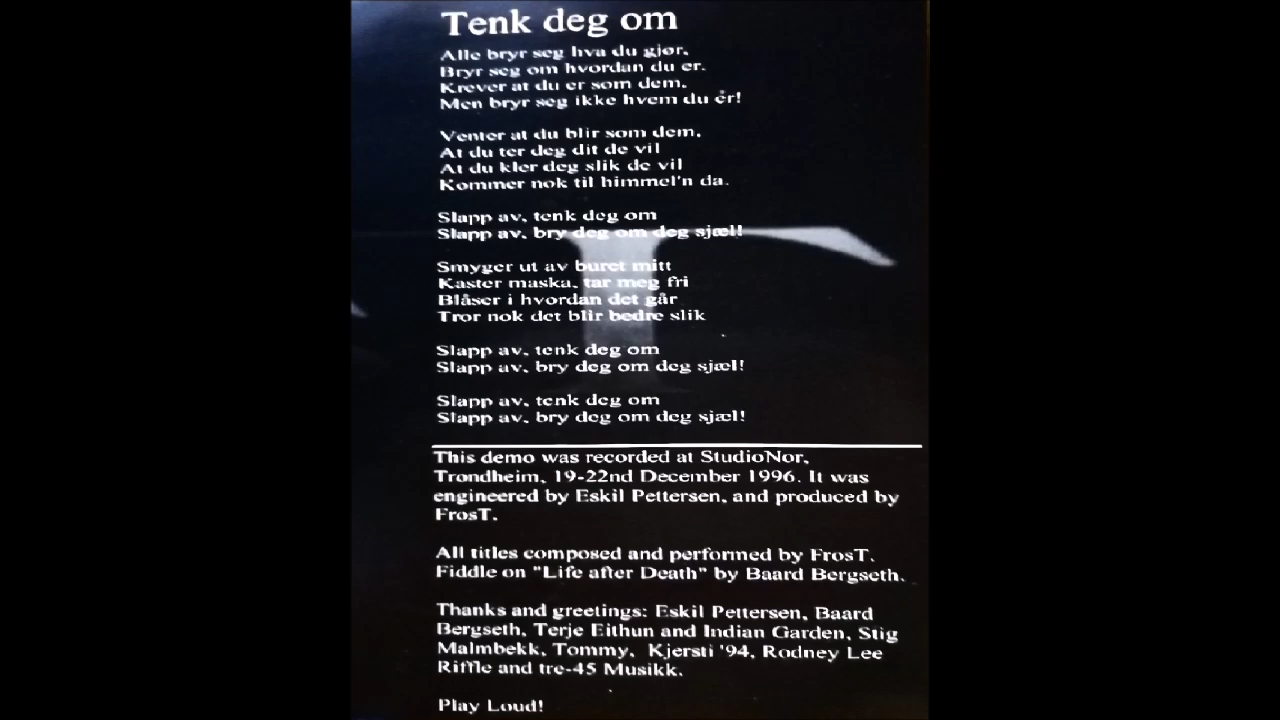 Tenk deg om
Alle bryr seg hva du gjør,
Bryr seg om hvordan du er.
Krever at du er som dem,
Men bryr seg ikke hvem du ér!
Venter at du blir som dem,
At du ter deg dit de vil
At du kler deg slik de vil
Kommer nok til himmel'n da.
Slapp av, tenk deg om
Slapp av, bry deg om deg sjæl!
Smyger ut av buret mitt
Kaster maska, tar meg fri
Blåser i hvordan det går
Tror nok det blir bedre slik
Slapp av, tenk deg om
Slapp av, bry deg om deg sjæl!
Slapp av, tenk deg om
Slapp av, bry deg om deg sjæl!
This demo was recorded at StudioNor,
Trondheim, 19-22nd December 1996. It was
engineered by Eskil Pettersen, and produced by
FrosT.
All titles composed and performed by FrosT.
Fiddle on "Life after Death" by Baard Bergseth.
Thanks and greetings: Eskil Pettersen, Baard
Bergseth, Terje Eithun and Indian Garden, Stig
Malmbekk, Tommy, Kjersti '94, Rodney Lee
Riffle and tre-45 Musikk.
Play Loud!